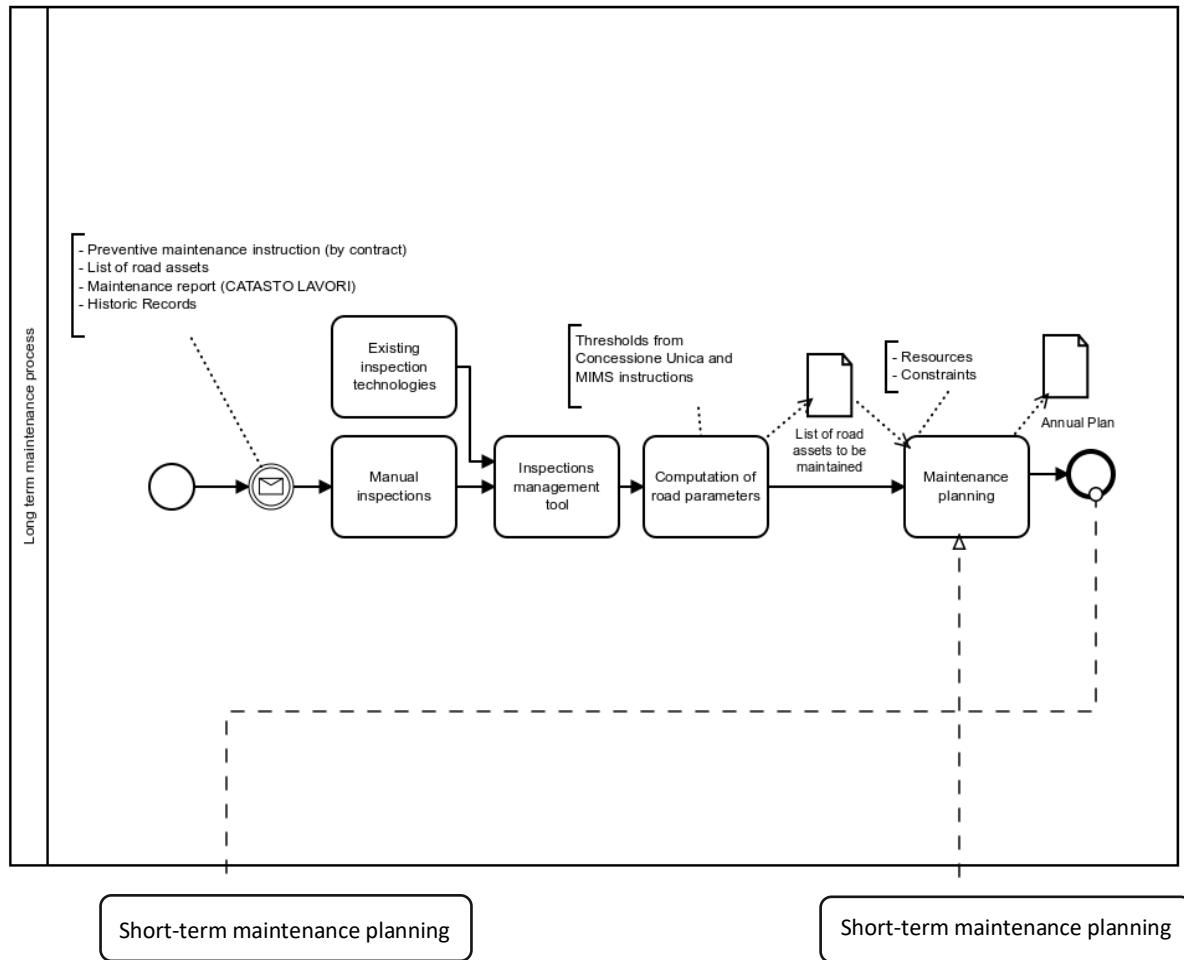 Long term maintenance process
- Preventive maintenance instruction (by contract)
- List of road assets
- Maintenance report (CATASTO LAVORI)
- Historic Records
Existing
inspection
technologies
Manual
inspections
Inspections
management
tool
Thresholds from
Concessione Unica and
MIMS instructions
Computation of
road parameters
List of road
assets to be
maintained
- Resources
- Constraints
Maintenance
planning
Annual Plan
Short-term maintenance planning
Short-term maintenance planning